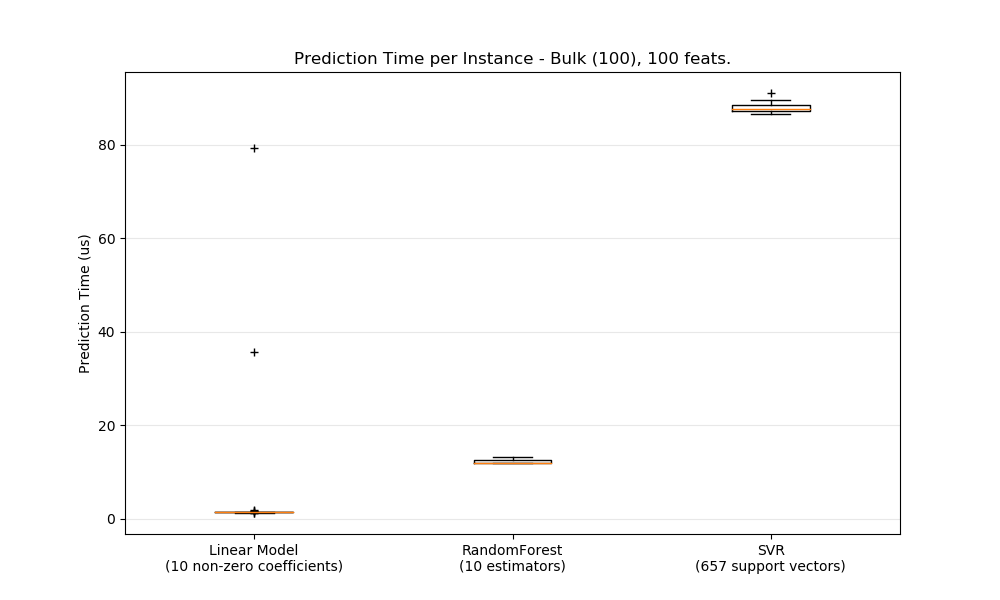 Prediction Time per Instance - Bulk (100), 100 feats.
Prediction Time (us)
80
60
40
20
0
Linear Model
(10 non-zero coefficients)
RandomForest
(10 estimators)
SVR
(657 support vectors)